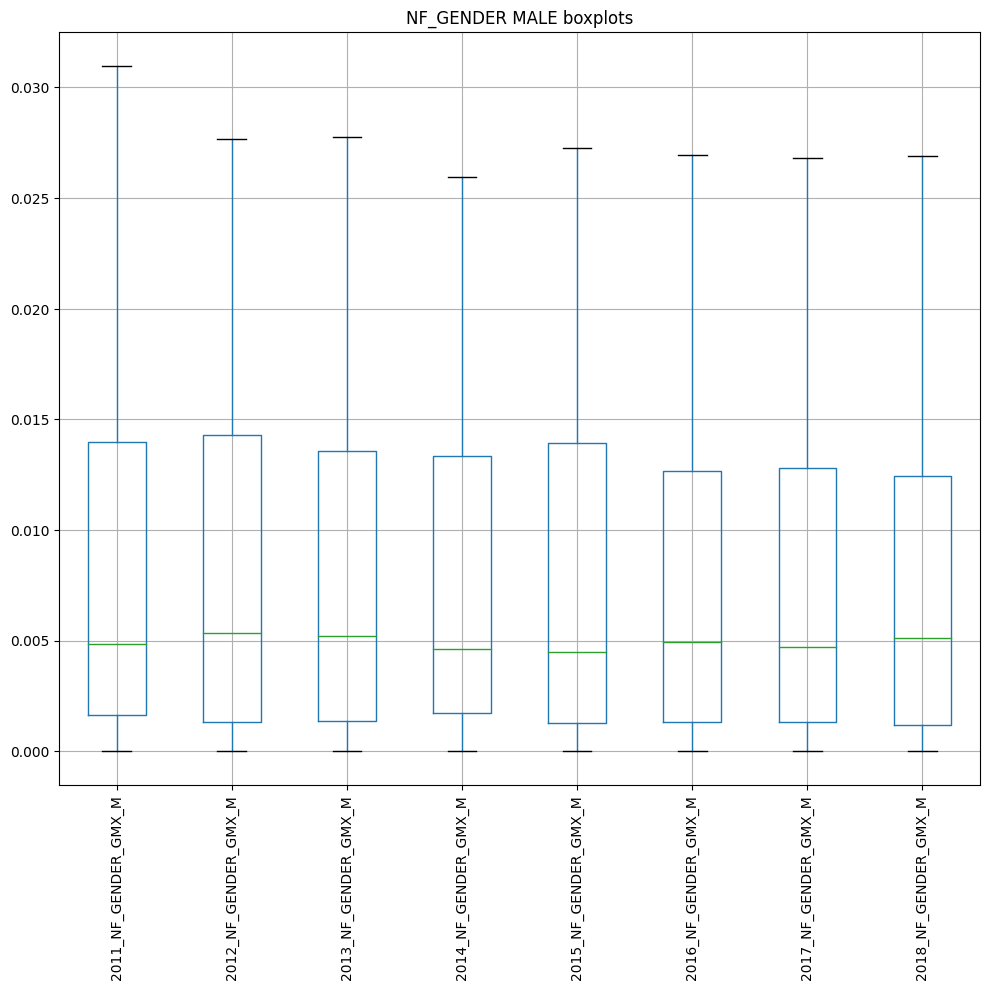 NF_GENDER MALE boxplots
0.030
0.025
0.020
0.015
0.010
0.005
0.000
2011_NF_GENDER_GMX_M
2012_NF_GENDER_GMX_M
2013_NF_GENDER_GMX_M
2014_NF_GENDER_GMX_M
2015_NF_GENDER_GMX_M
2016_NF_GENDER_GMX_M
2017_NF_GENDER_GMX_M
2018_NF_GENDER_GMX_M